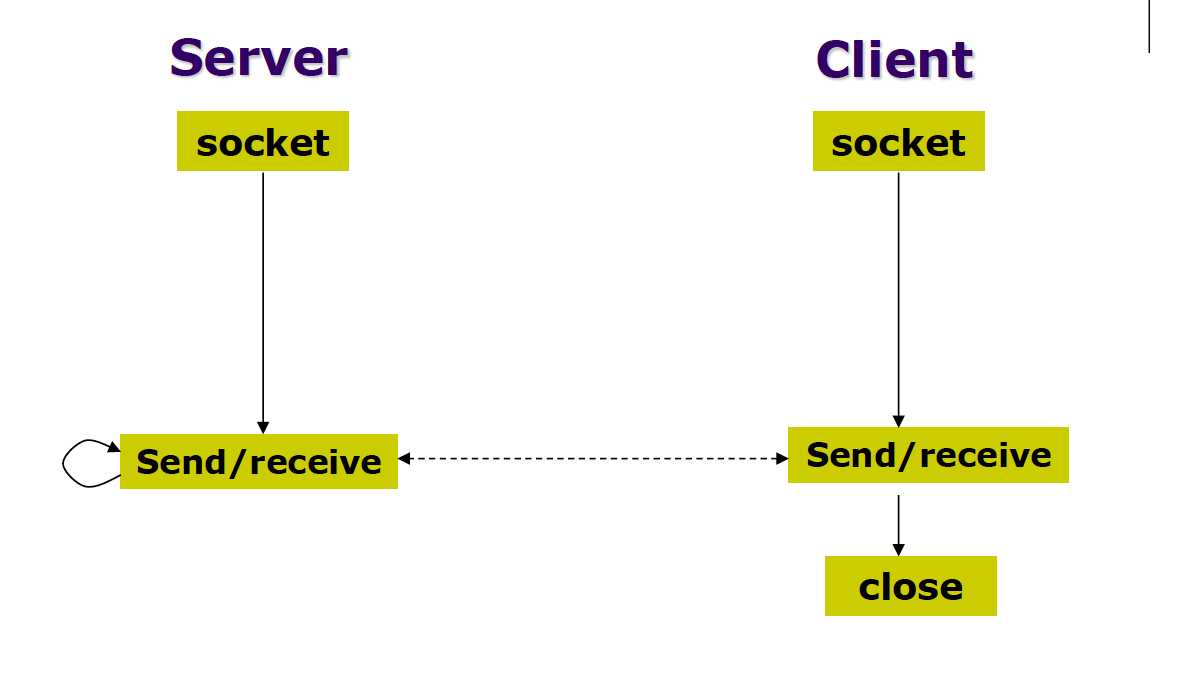 Server
Client
socket
socket
Send/receive
Send/receive
close